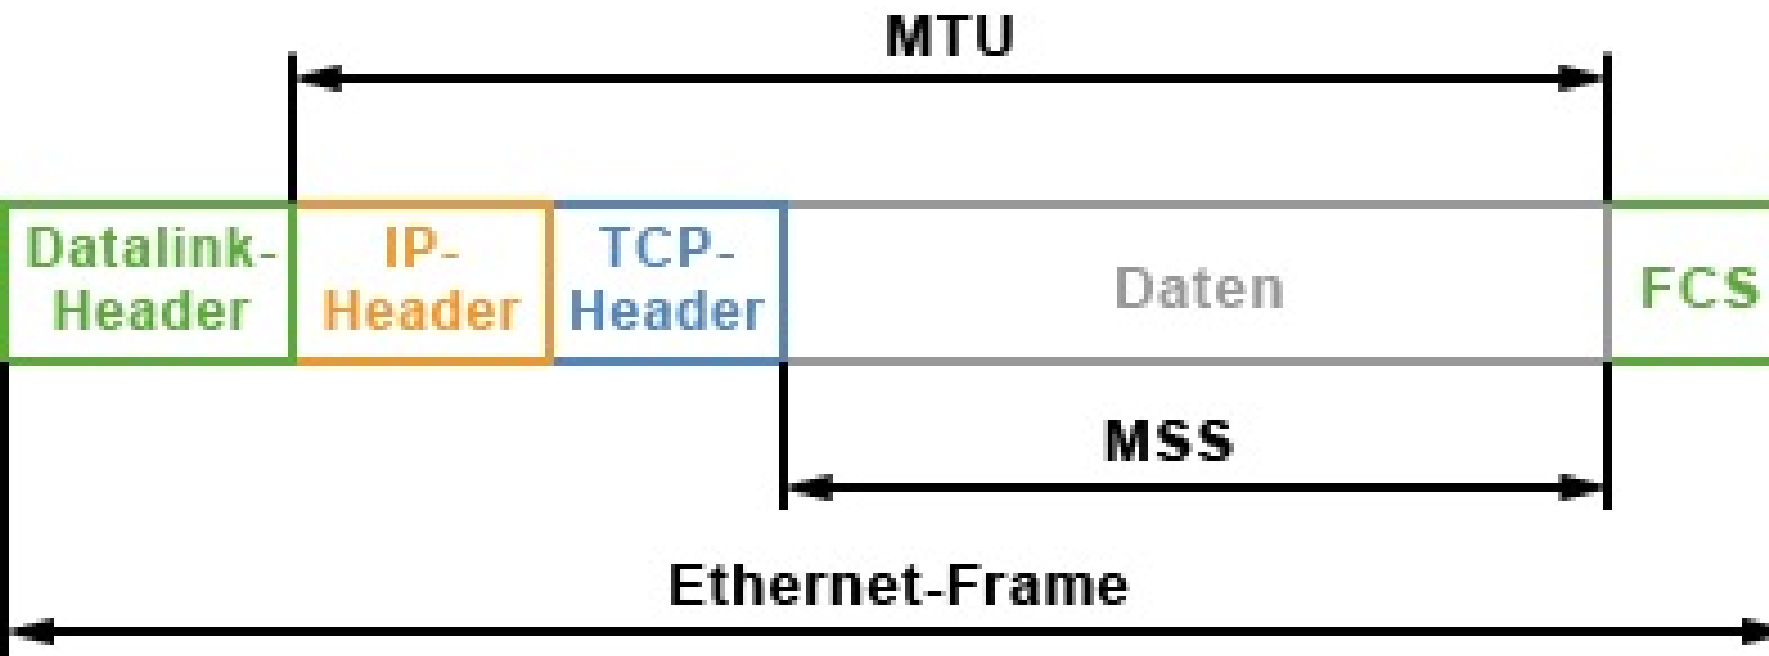 MTU
Datalink-
Header
IP-
Header
TCP-
Header
Daten
FCS
MSS
Ethernet-Frame